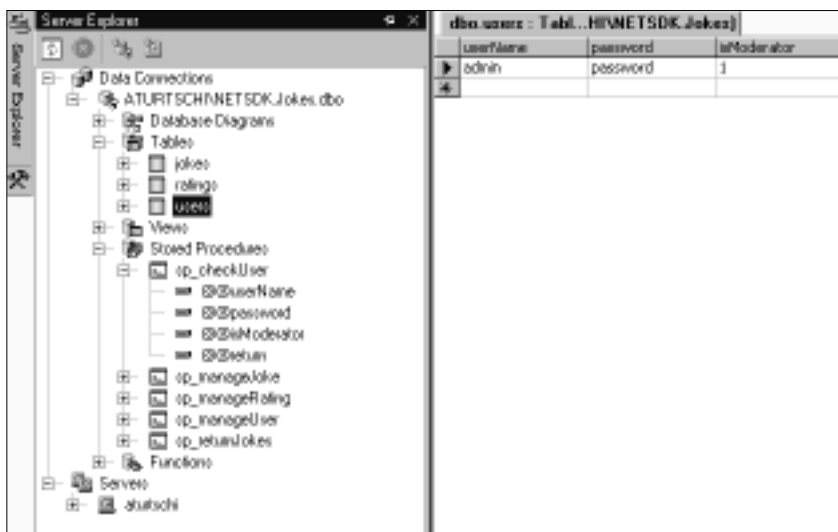 Server Explorer
Server Explorer
Data Connections
ATURTSCHI\NETSDK.Jokes.dbo
Database Diagrams
Tables
jokes
ratings
users
Views
Stored Procedures
sp_checkUser
@userName
@password
@isModerator
@return
sp_manageJoke
sp_manageRating
sp_manageUser
sp_returnJokes
Functions
Servers
aturtschi
dbo.users : Tabl...HI\NETSDK.Jokes)
userName password isModerator
admin password 1